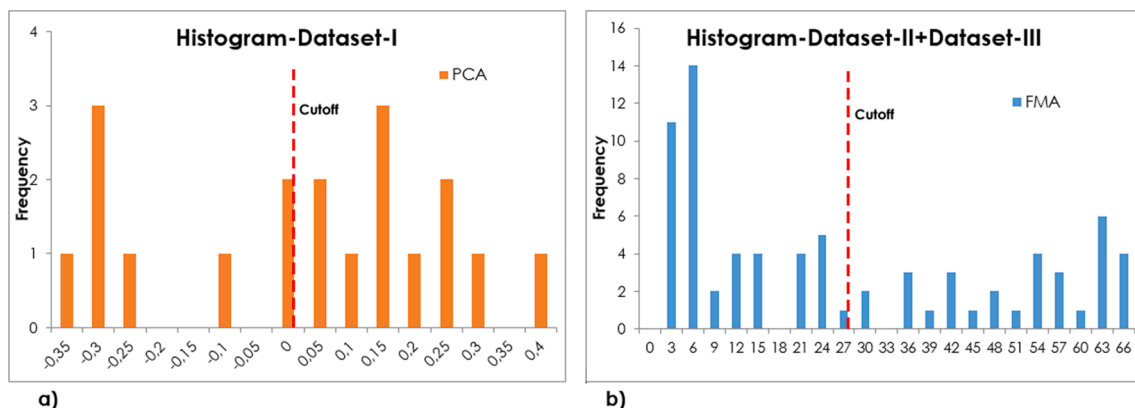 Histogram-Dataset-I
PCA
Cutoff
Frequency
4
3
2
1
0
-0,35 -0,3 -0,25 -0,2 -0,15 -0,1 -0,05 0 0,05 0,1 0,15 0,2 0,25 0,3 0,35 0,4
a)
Histogram-Dataset-II+Dataset-III
FMA
Cutoff
Frequency
16
14
12
10
8
6
4
2
0
0 3 6 9 12 15 18 21 24 27 30 33 36 39 42 45 48 51 54 57 60 63 66
b)